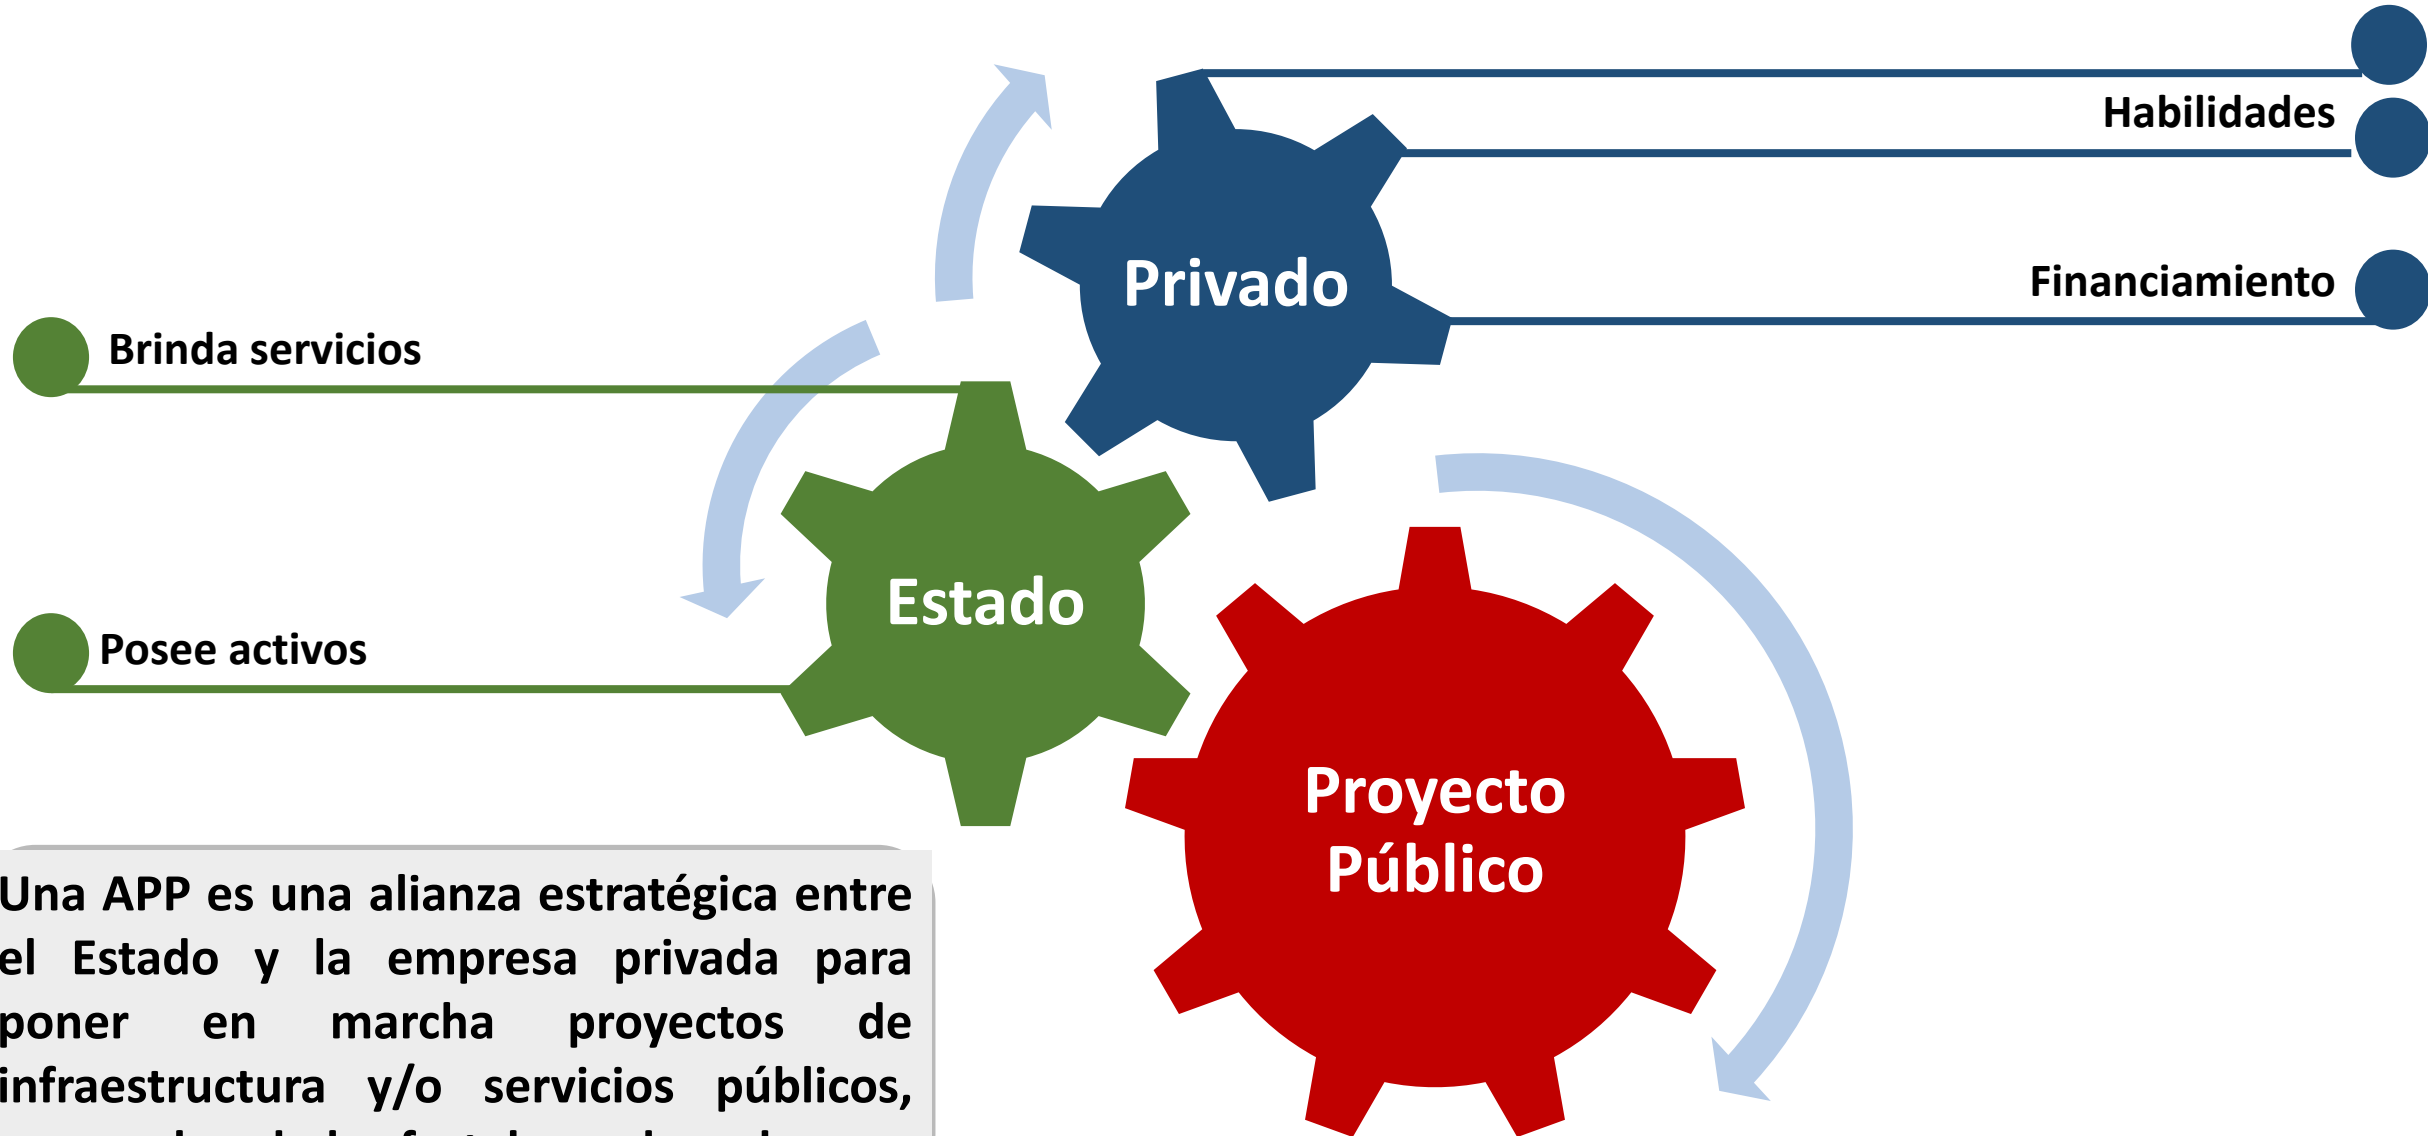 Habilidades
Privado
Financiamiento
Brinda servicios
Estado
Posee activos
Proyecto
Público
Una APP es una alianza estratégica entre
el Estado y la empresa privada para
poner en marcha proyectos de
infraestructura y/o servicios públicos,